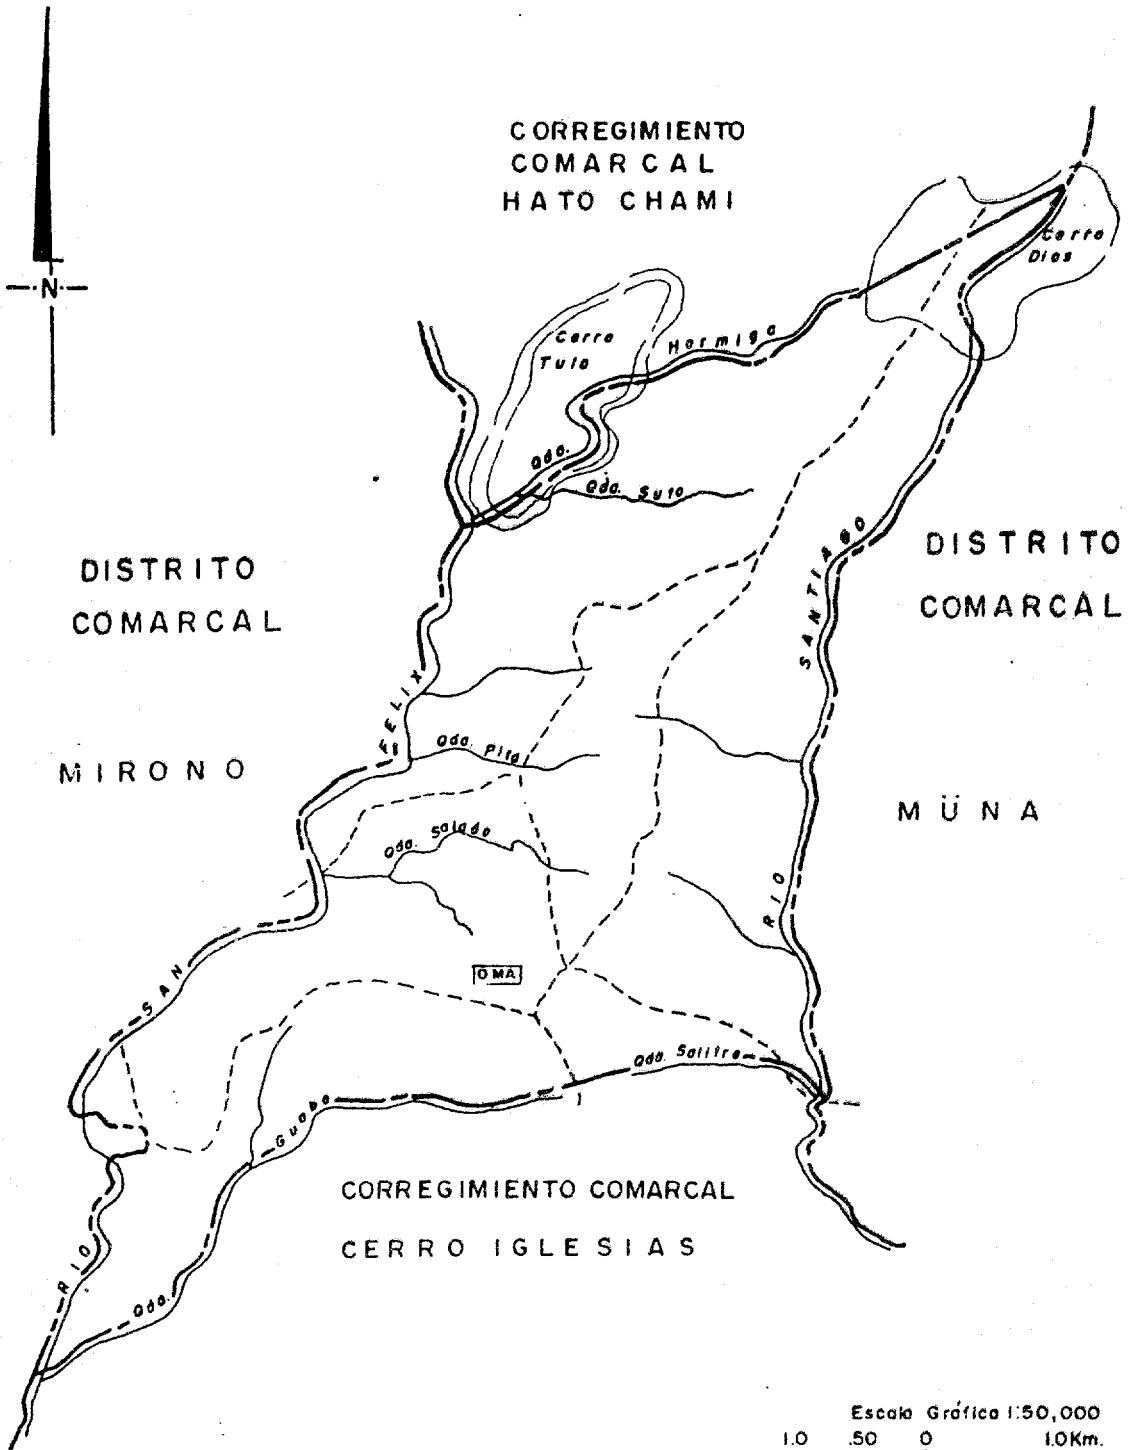 CORREGIMIENTO
COMARCAL
HATO CHAMI
N
Cerro
Dios
Cerro
Tula
Hormiga
Qda.
Qda. Suto
DISTRITO
COMARCAL
MIRONO
DISTRITO
COMARCAL
MÜNA
SANTIAGO
RIO
FELIX
SAN
RIO
Qda. Pita
Qda. Salado
OMA
Qda. Salitre
Guabo
Qda.
CORREGIMIENTO COMARCAL
CERRO IGLESIAS
Escala Gráfica 1:50,000
1.0 .50 0 1.0Km.